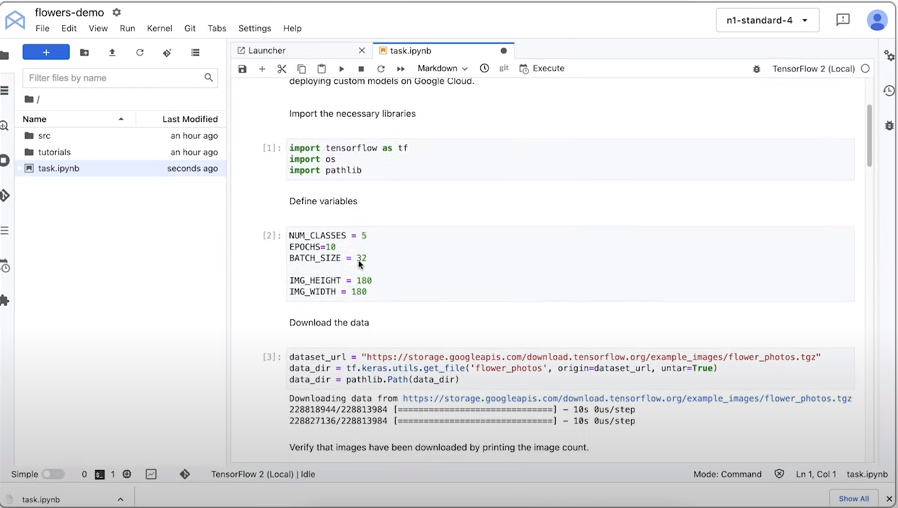 flowers-demo
File Edit View Run Kernel Git Tabs Settings Help
n1-standard-4
Launcher
task.ipynb
Filter files by name
Markdown
git
Execute
TensorFlow 2 (Local)
/
Name
Last Modified
src
an hour ago
tutorials
an hour ago
task.ipynb
seconds ago
deploying custom models on Google Cloud.
Import the necessary libraries
[1]:
import tensorflow as tf
import os
import pathlib
Define variables
[2]:
NUM_CLASSES = 5
EPOCHS=10
BATCH_SIZE = 32
IMG_HEIGHT = 180
IMG_WIDTH = 180
Download the data
[3]:
dataset_url = "https://storage.googleapis.com/download.tensorflow.org/example_images/flower_photos.tgz"
data_dir = tf.keras.utils.get_file('flower_photos', origin=dataset_url, untar=True)
data_dir = pathlib.Path(data_dir)
Downloading data from https://storage.googleapis.com/download.tensorflow.org/example_images/flower_photos.tgz
228818944/228813984 [==============================] - 10s 0us/step
228827136/228813984 [==============================] - 10s 0us/step
Verify that images have been downloaded by printing the image count.
Simple
0
1
TensorFlow 2 (Local) | Idle
Mode: Command
Ln 1, Col 1
task.ipynb
task.ipynb
Show All